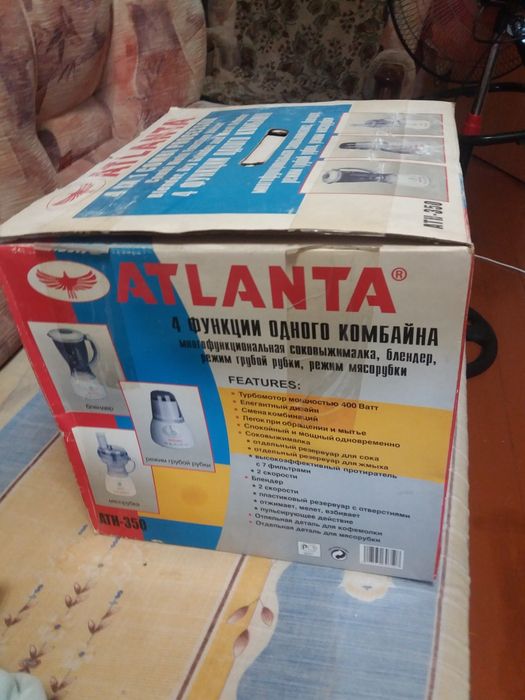 ATLANTA
ATH-350
ATLANTA®
4 ФУНКЦИИ ОДНОГО КОМБАЙНА
многофункциональная соковыжималка, блендер,
режим грубой рубки, режим мясорубки
FEATURES:
• Турбомотор мощностью 400 Ватт
• Елегантный дизайн
• Смена комбинаций
• Легок при обращении и мытье
• Спокойный и мощный одновременно
• Соковыжималка
• отдельный резервуар для сока
• отдельный резервуар для жмыха
• высокоэффективный протиратель
с 7 фильтрами
• 2 скорости
• Блендер
• 2 скорости
• пластиковый резервуар с отверстиями
• отжимает, мелет, взбивает
• пульсирующее действие
• Отдельная деталь для кофемолки
• Отдельная деталь для мясорубки
блендер
режим грубой рубки
мясорубка
ATH-350